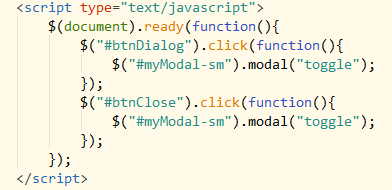 <script type="text/javascript">
    $(document).ready(function(){
        $("#btnDialog").click(function(){
            $("#myModal-sm").modal("toggle");
        });
        $("#btnClose").click(function(){
            $("#myModal-sm").modal("toggle");
        });
    });
</script>